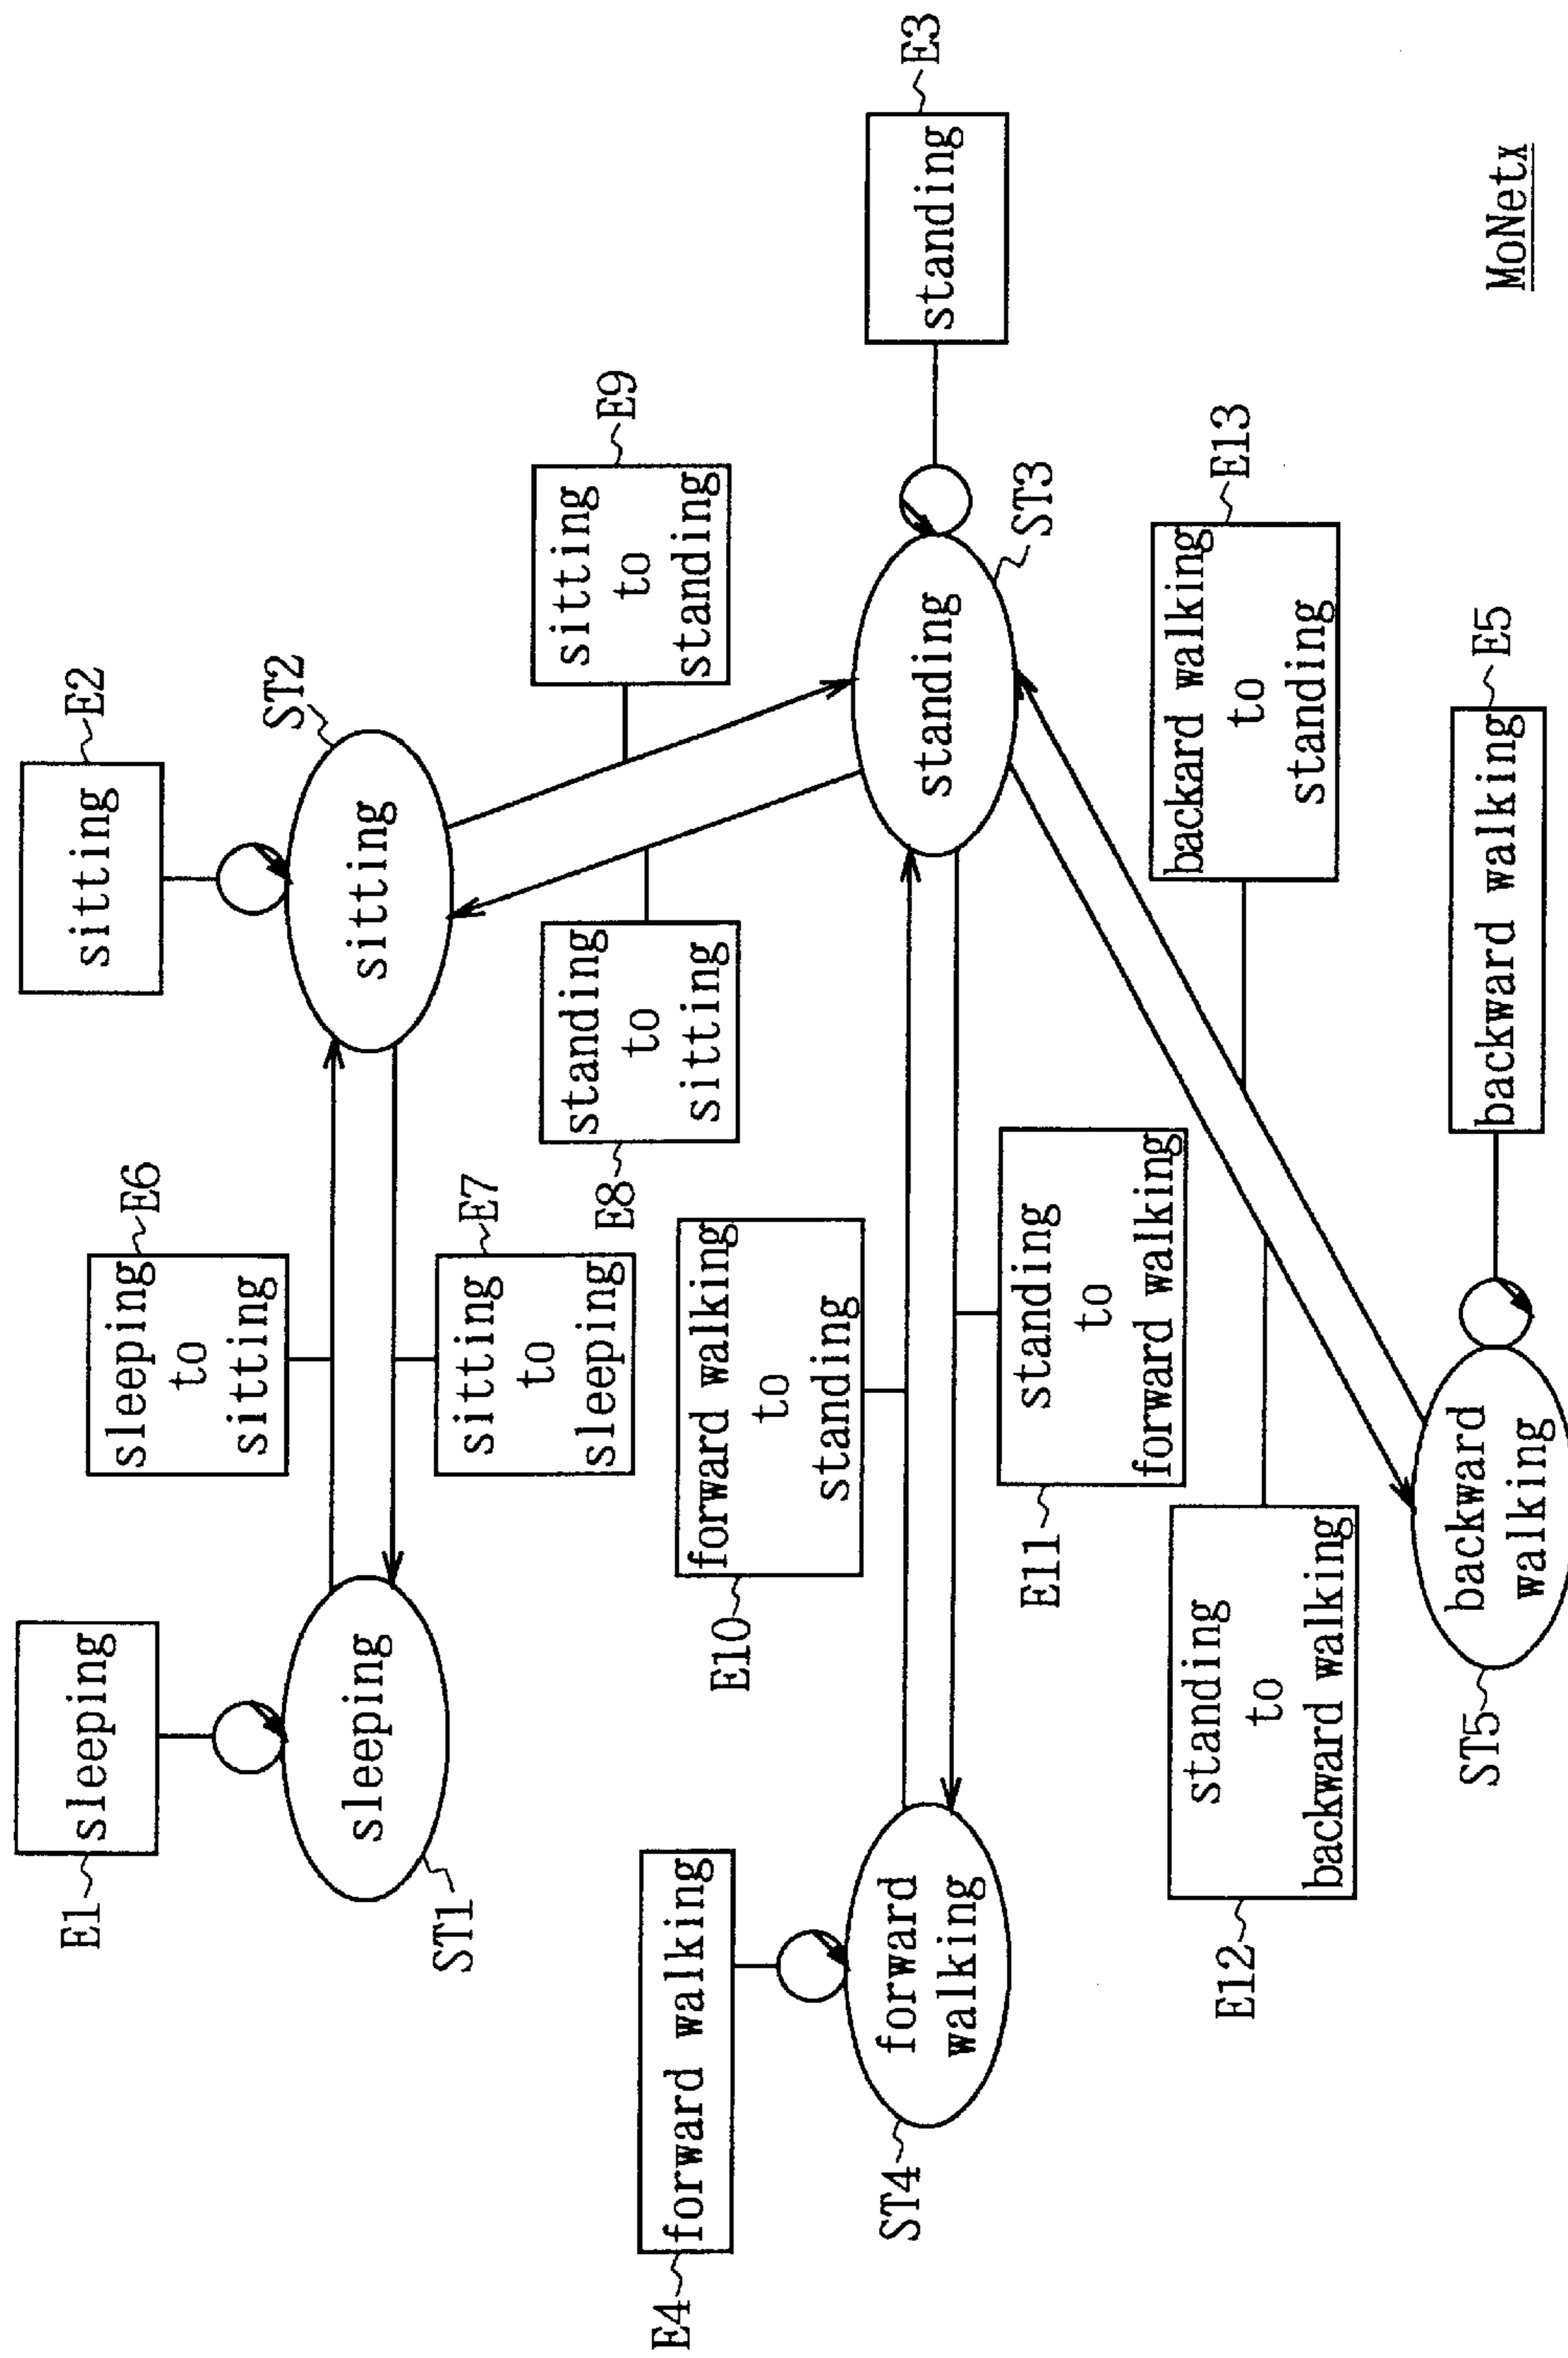 E1
sleeping
ST1
sleeping
sleeping
to
sitting
E6
sitting
to
sleeping
E7
sitting
E2
ST2
sitting
sitting
to
standing
E9
standing
to
sitting
E8
E4
forward walking
ST4
forward
walking
E10
forward walking
to
standing
E11
standing
to
forward walking
standing
ST3
standing
E3
E12
standing
to
backward walking
backard walking
to
standing
E13
ST5
backward
walking
backward walking
E5
MoNetx